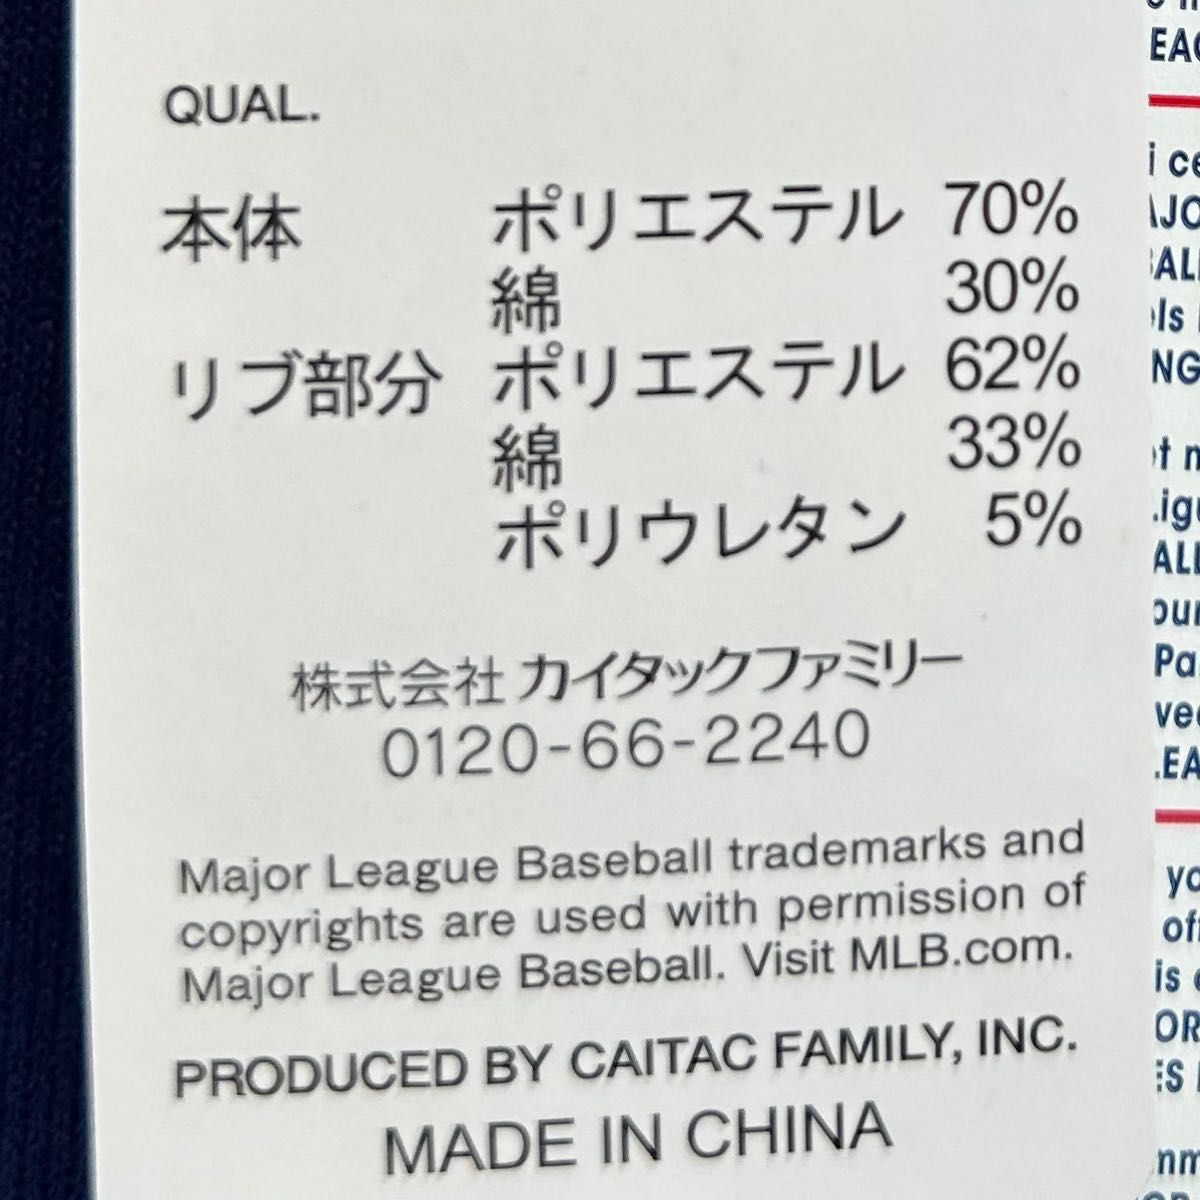 QUAL.
本体 ポリエステル 70%
綿 30%
リブ部分 ポリエステル 62%
綿 33%
ポリウレタン 5%
株式会社 カイタックファミリー
0120-66-2240
Major League Baseball trademarks and
copyrights are used with permission of
Major League Baseball. Visit MLB.com.
PRODUCED BY CAITAC FAMILY, INC.
MADE IN CHINA